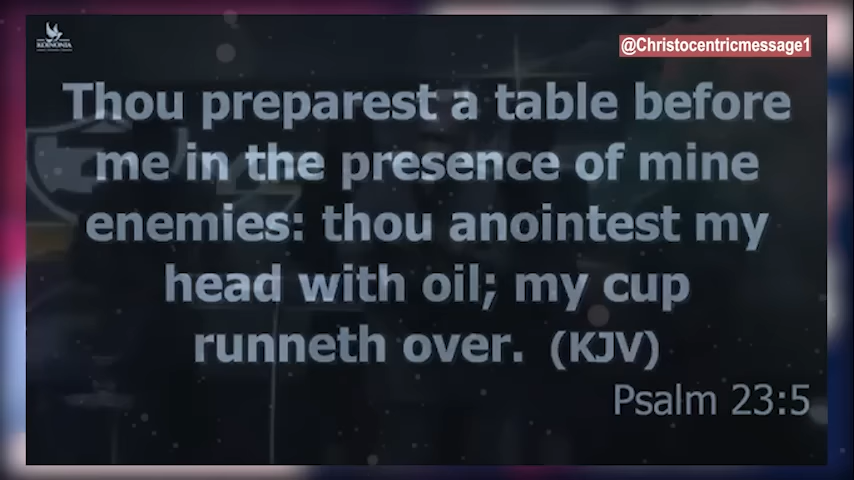 KOINONIA
@Christocentricmessage1
Thou preparest a table before
me in the presence of mine
enemies: thou anointest my
head with oil; my cup
runneth over. (KJV)
Psalm 23:5